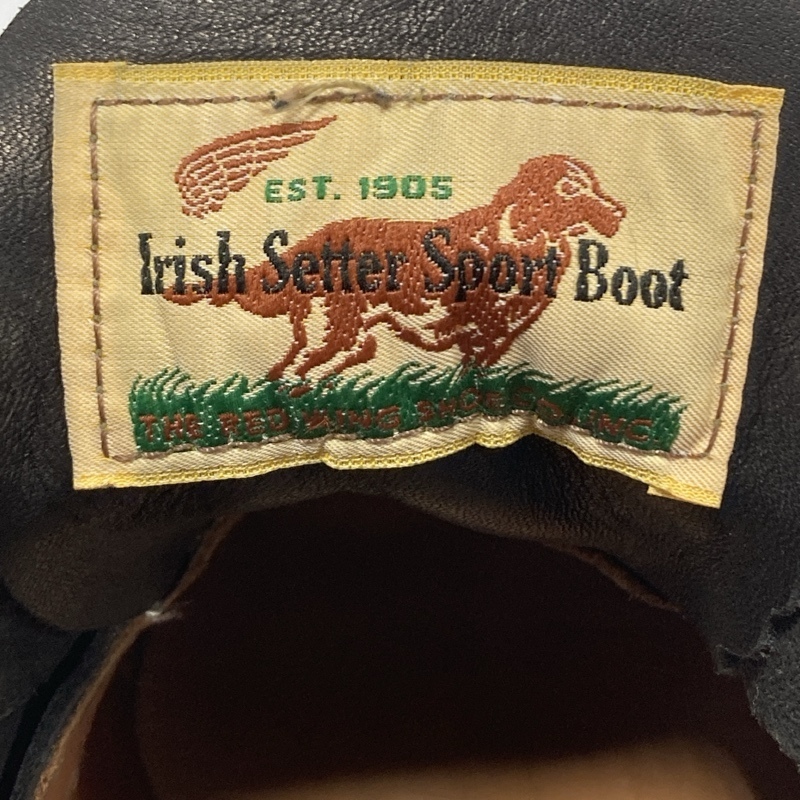 EST. 1905
Irish Setter Sport Boot
THE RED WING SHOE CO. INC